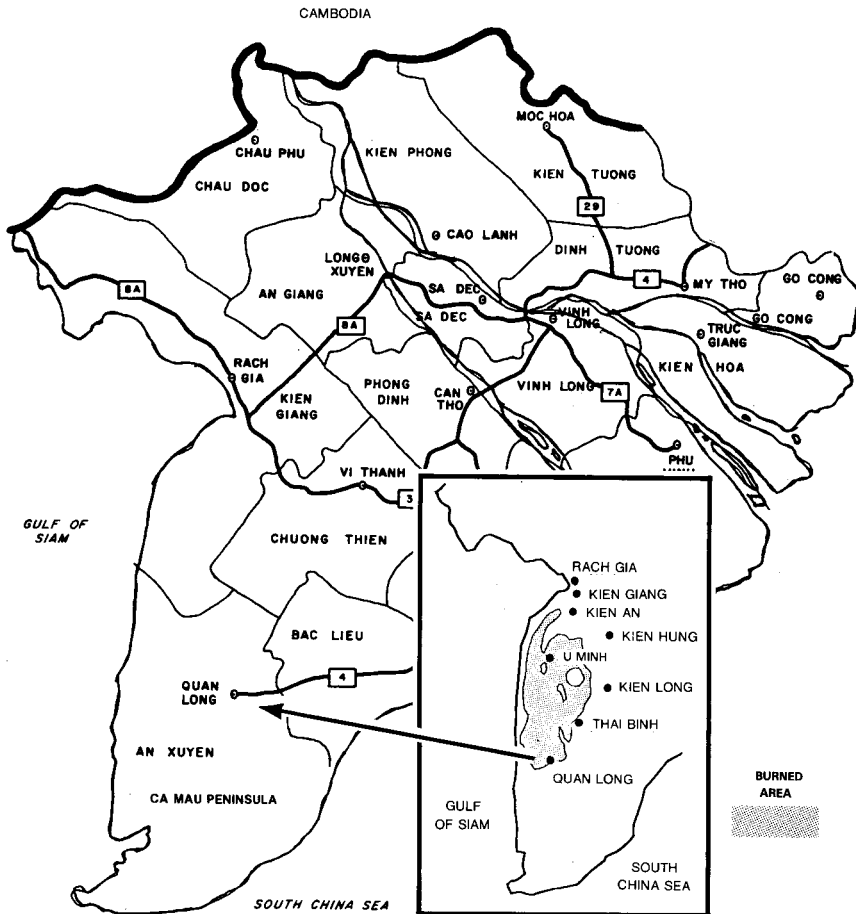 CAMBODIA
MOC HOA
CHAU PHU
KIEN PHONG
CHAU DOC
KIEN TUONG
29
CAO LANH
DINH TUONG
LONG
XUYEN
8A
4
MY THO
GO CONG
AN GIANG
SA DEC
SA DEC
VINH
LONG
GO CONG
TRUC
GIANG
8A
KIEN HOA
RACH
GIA
PHONG
DINH
CAN
THO
VINH LONG
7A
KIEN
GIANG
PHU
VI THANH
3
GULF OF
SIAM
CHUONG THIEN
BAC LIEU
4
QUAN
LONG
AN XUYEN
CA MAU PENINSULA
SOUTH CHINA SEA
RACH GIA
KIEN GIANG
KIEN AN
KIEN HUNG
U MINH
KIEN LONG
THAI BINH
QUAN LONG
GULF
OF SIAM
SOUTH
CHINA SEA
BURNED
AREA